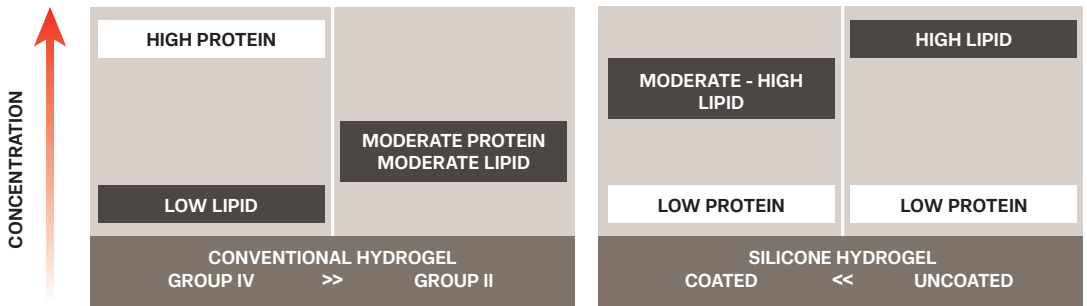 CONCENTRATION
HIGH PROTEIN
LOW LIPID
MODERATE PROTEIN
MODERATE LIPID
CONVENTIONAL HYDROGEL
GROUP IV >> GROUP II
MODERATE - HIGH
LIPID
LOW PROTEIN
HIGH LIPID
LOW PROTEIN
SILICONE HYDROGEL
COATED << UNCOATED